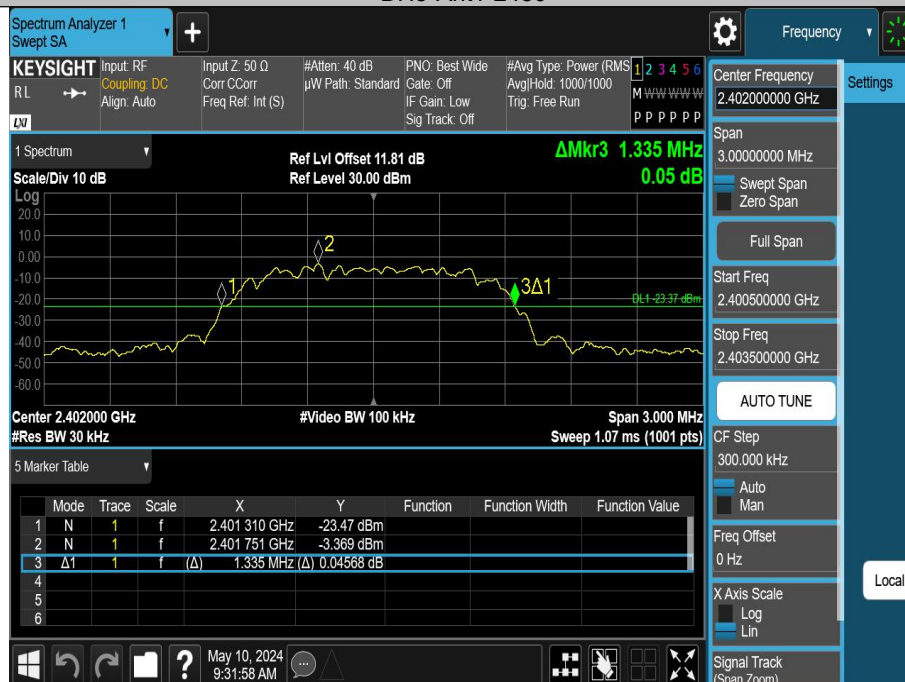 Spectrum Analyzer 1
Swept SA
+
Frequency
KEYSIGHT
RL
LXI
Input: RF
Coupling: DC
Align: Auto
Input Z: 50 Ω
Corr CCorr
Freq Ref: Int (S)
#Atten: 40 dB
µW Path: Standard
PNO: Best Wide
Gate: Off
IF Gain: Low
Sig Track: Off
#Avg Type: Power (RMS
Avg|Hold: 1000/1000
Trig: Free Run
1 2 3 4 5 6
M W W W W W
P P P P P P
1 Spectrum
Scale/Div 10 dB
Ref Lvl Offset 11.81 dB
Ref Level 30.00 dBm
ΔMkr3 1.335 MHz
0.05 dB
Log
20.0
10.0
0.00
-10.0
-20.0
-30.0
-40.0
-50.0
-60.0
1
2
3Δ1
DL1 -23.37 dBm
Center 2.402000 GHz
#Res BW 30 kHz
#Video BW 100 kHz
Span 3.000 MHz
Sweep 1.07 ms (1001 pts)
5 Marker Table
Mode Trace Scale X Y Function Function Width Function Value
1 N 1 f 2.401 310 GHz -23.47 dBm
2 N 1 f 2.401 751 GHz -3.369 dBm
3 Δ1 1 f (Δ) 1.335 MHz (Δ) 0.04568 dB
4
5
6
?
May 10, 2024
9:31:58 AM
Center Frequency
2.402000000 GHz
Span
3.00000000 MHz
Swept Span
Zero Span
Full Span
Start Freq
2.400500000 GHz
Stop Freq
2.403500000 GHz
AUTO TUNE
CF Step
300.000 kHz
Auto
Man
Freq Offset
0 Hz
X Axis Scale
Log
Lin
Signal Track
(Span Zoom)
Settings
Local